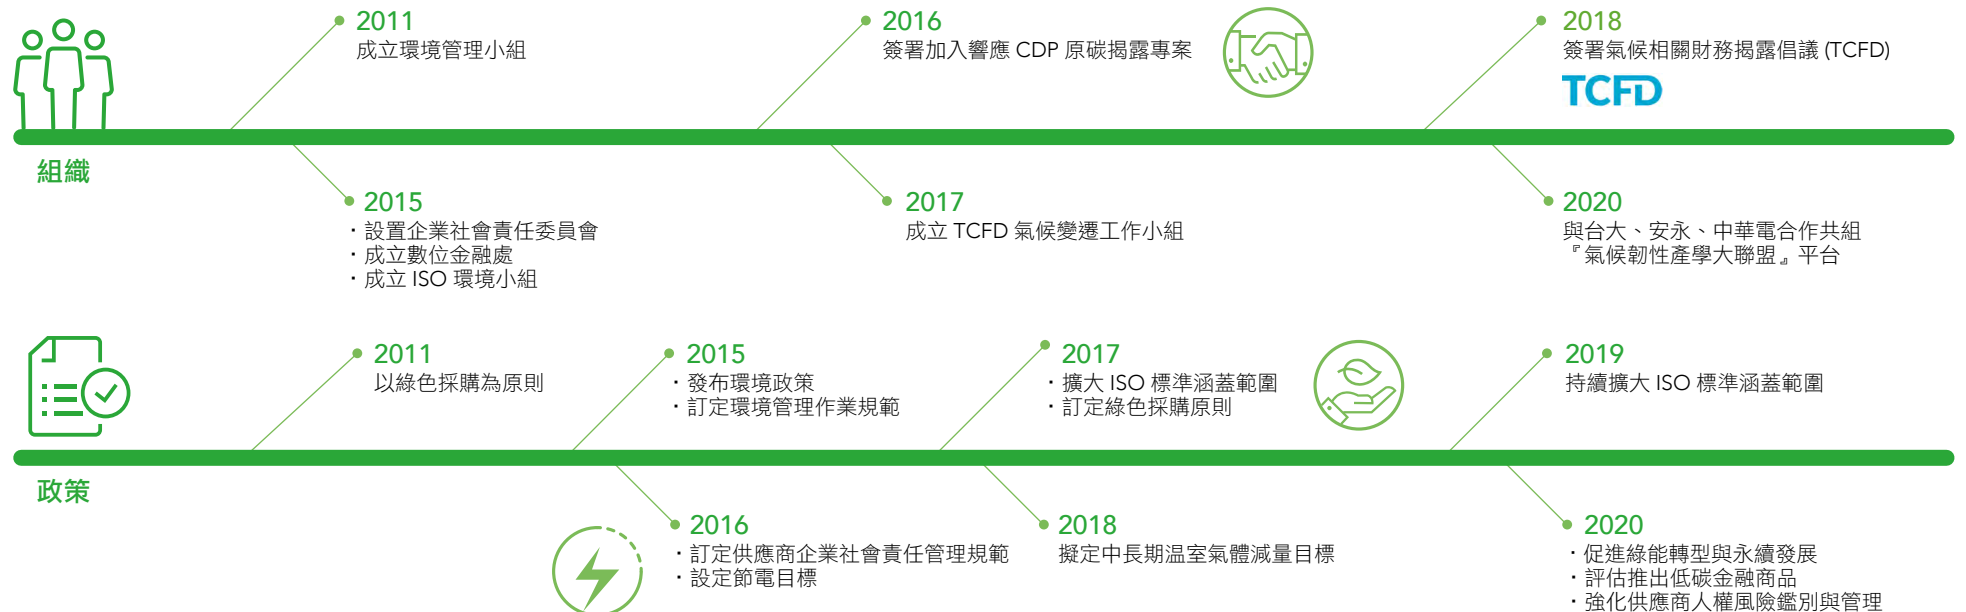 2011
成立環境管理小組
2016
簽署加入響應 CDP 原碳揭露專案
2018
簽署氣候相關財務揭露倡議 (TCFD)
TCFD
組織
2015
・設置企業社會責任委員會
・成立數位金融處
・成立 ISO 環境小組
2017
成立 TCFD 氣候變遷工作小組
2020
與台大、安永、中華電合作共組
『氣候韌性產學大聯盟』平台
2011
以綠色採購為原則
2015
・發布環境政策
・訂定環境管理作業規範
2017
・擴大 ISO 標準涵蓋範圍
・訂定綠色採購原則
2019
持續擴大 ISO 標準涵蓋範圍
政策
2016
・訂定供應商企業社會責任管理規範
・設定節電目標
2018
擬定中長期温室氣體減量目標
2020
・促進綠能轉型與永續發展
・評估推出低碳金融商品
・強化供應商人權風險鑑別與管理